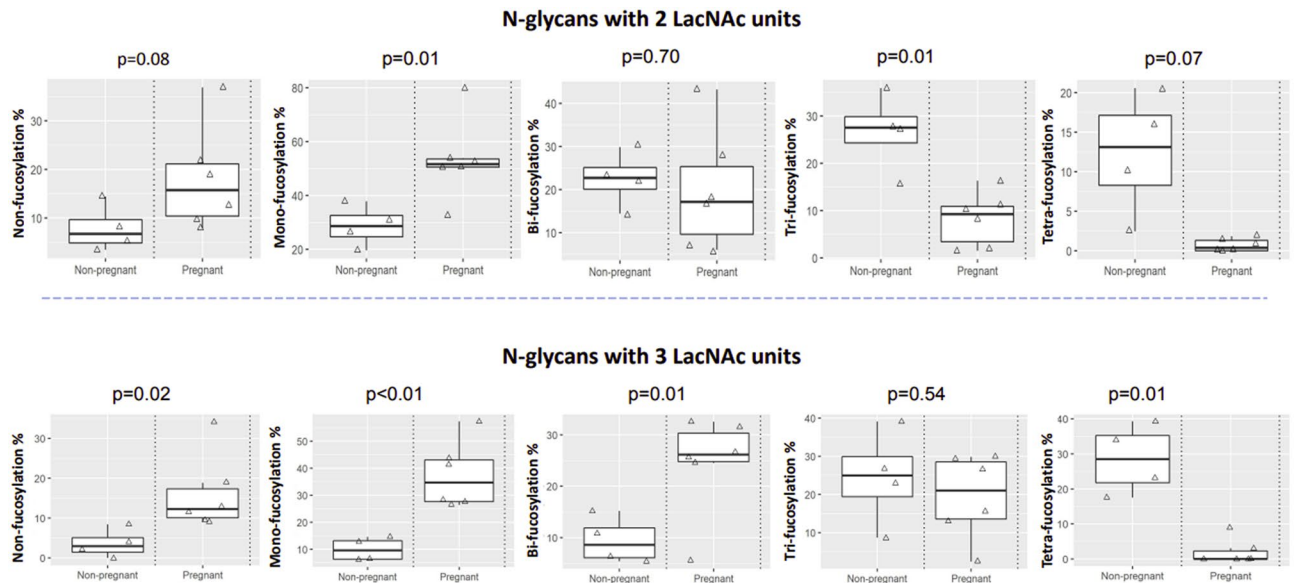 N-glycans with 2 LacNAc units
p=0.08
p=0.01
p=0.70
p=0.01
p=0.07
Non-fucosylation %
30
20
10
Non-pregnant
Pregnant
Mono-fucosylation %
80
60
40
20
Non-pregnant
Pregnant
Bi-fucosylation %
40
30
20
10
Non-pregnant
Pregnant
Tri-fucosylation %
30
20
10
0
Non-pregnant
Pregnant
Tetra-fucosylation %
20
15
10
5
0
Non-pregnant
Pregnant
N-glycans with 3 LacNAc units
p=0.02
p<0.01
p=0.01
p=0.54
p=0.01
Non-fucosylation %
30
20
10
0
Non-pregnant
Pregnant
Mono-fucosylation %
50
40
30
20
10
Non-pregnant
Pregnant
Bi-fucosylation %
30
20
10
Non-pregnant
Pregnant
Tri-fucosylation %
40
30
20
10
Non-pregnant
Pregnant
Tetra-fucosylation %
40
30
20
10
0
Non-pregnant
Pregnant